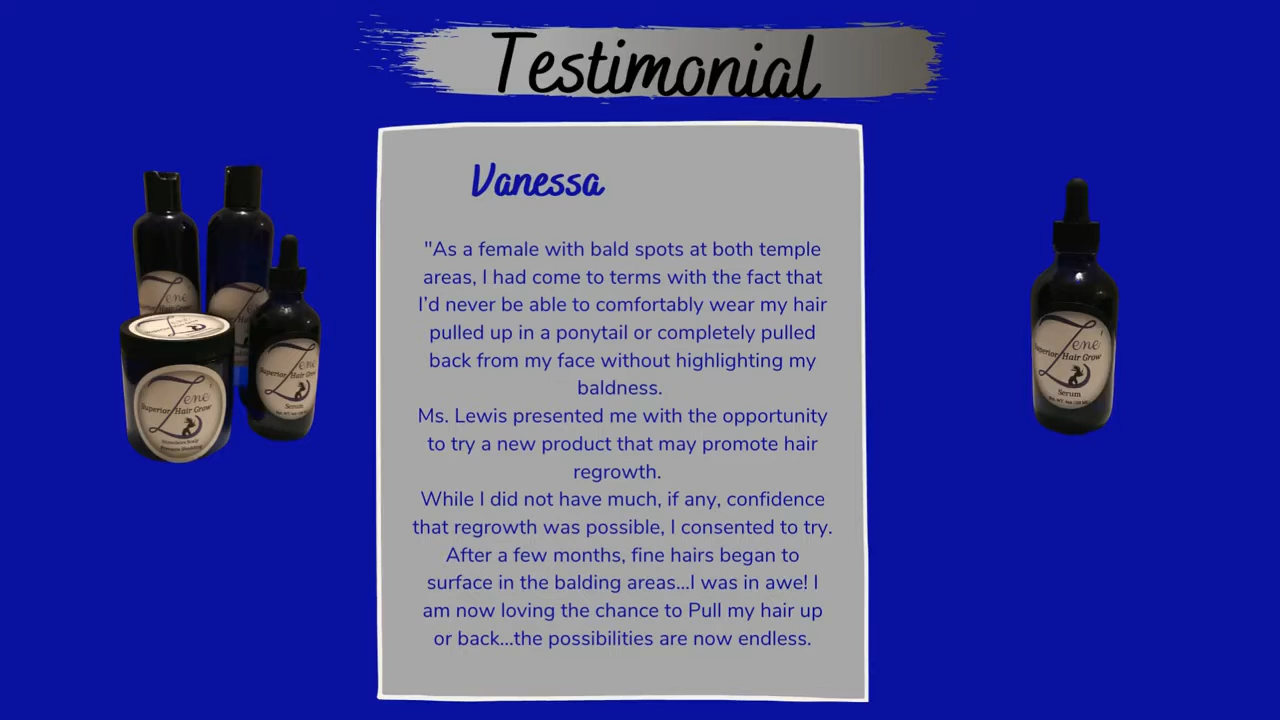 Testimonial
Vanessa
"As a female with bald spots at both temple
areas, I had come to terms with the fact that
I'd never be able to comfortably wear my hair
pulled up in a ponytail or completely pulled
back from my face without highlighting my
baldness.
Ms. Lewis presented me with the opportunity
to try a new product that may promote hair
regrowth.
While I did not have much, if any, confidence
that regrowth was possible, I consented to try.
After a few months, fine hairs began to
surface in the balding areas...I was in awe! I
am now loving the chance to Pull my hair up
or back...the possibilities are now endless.
Zene'
Superior Hair Grow
Zene'
Superior Hair Grow
Serum
Zene'
Superior Hair Grow
Serum